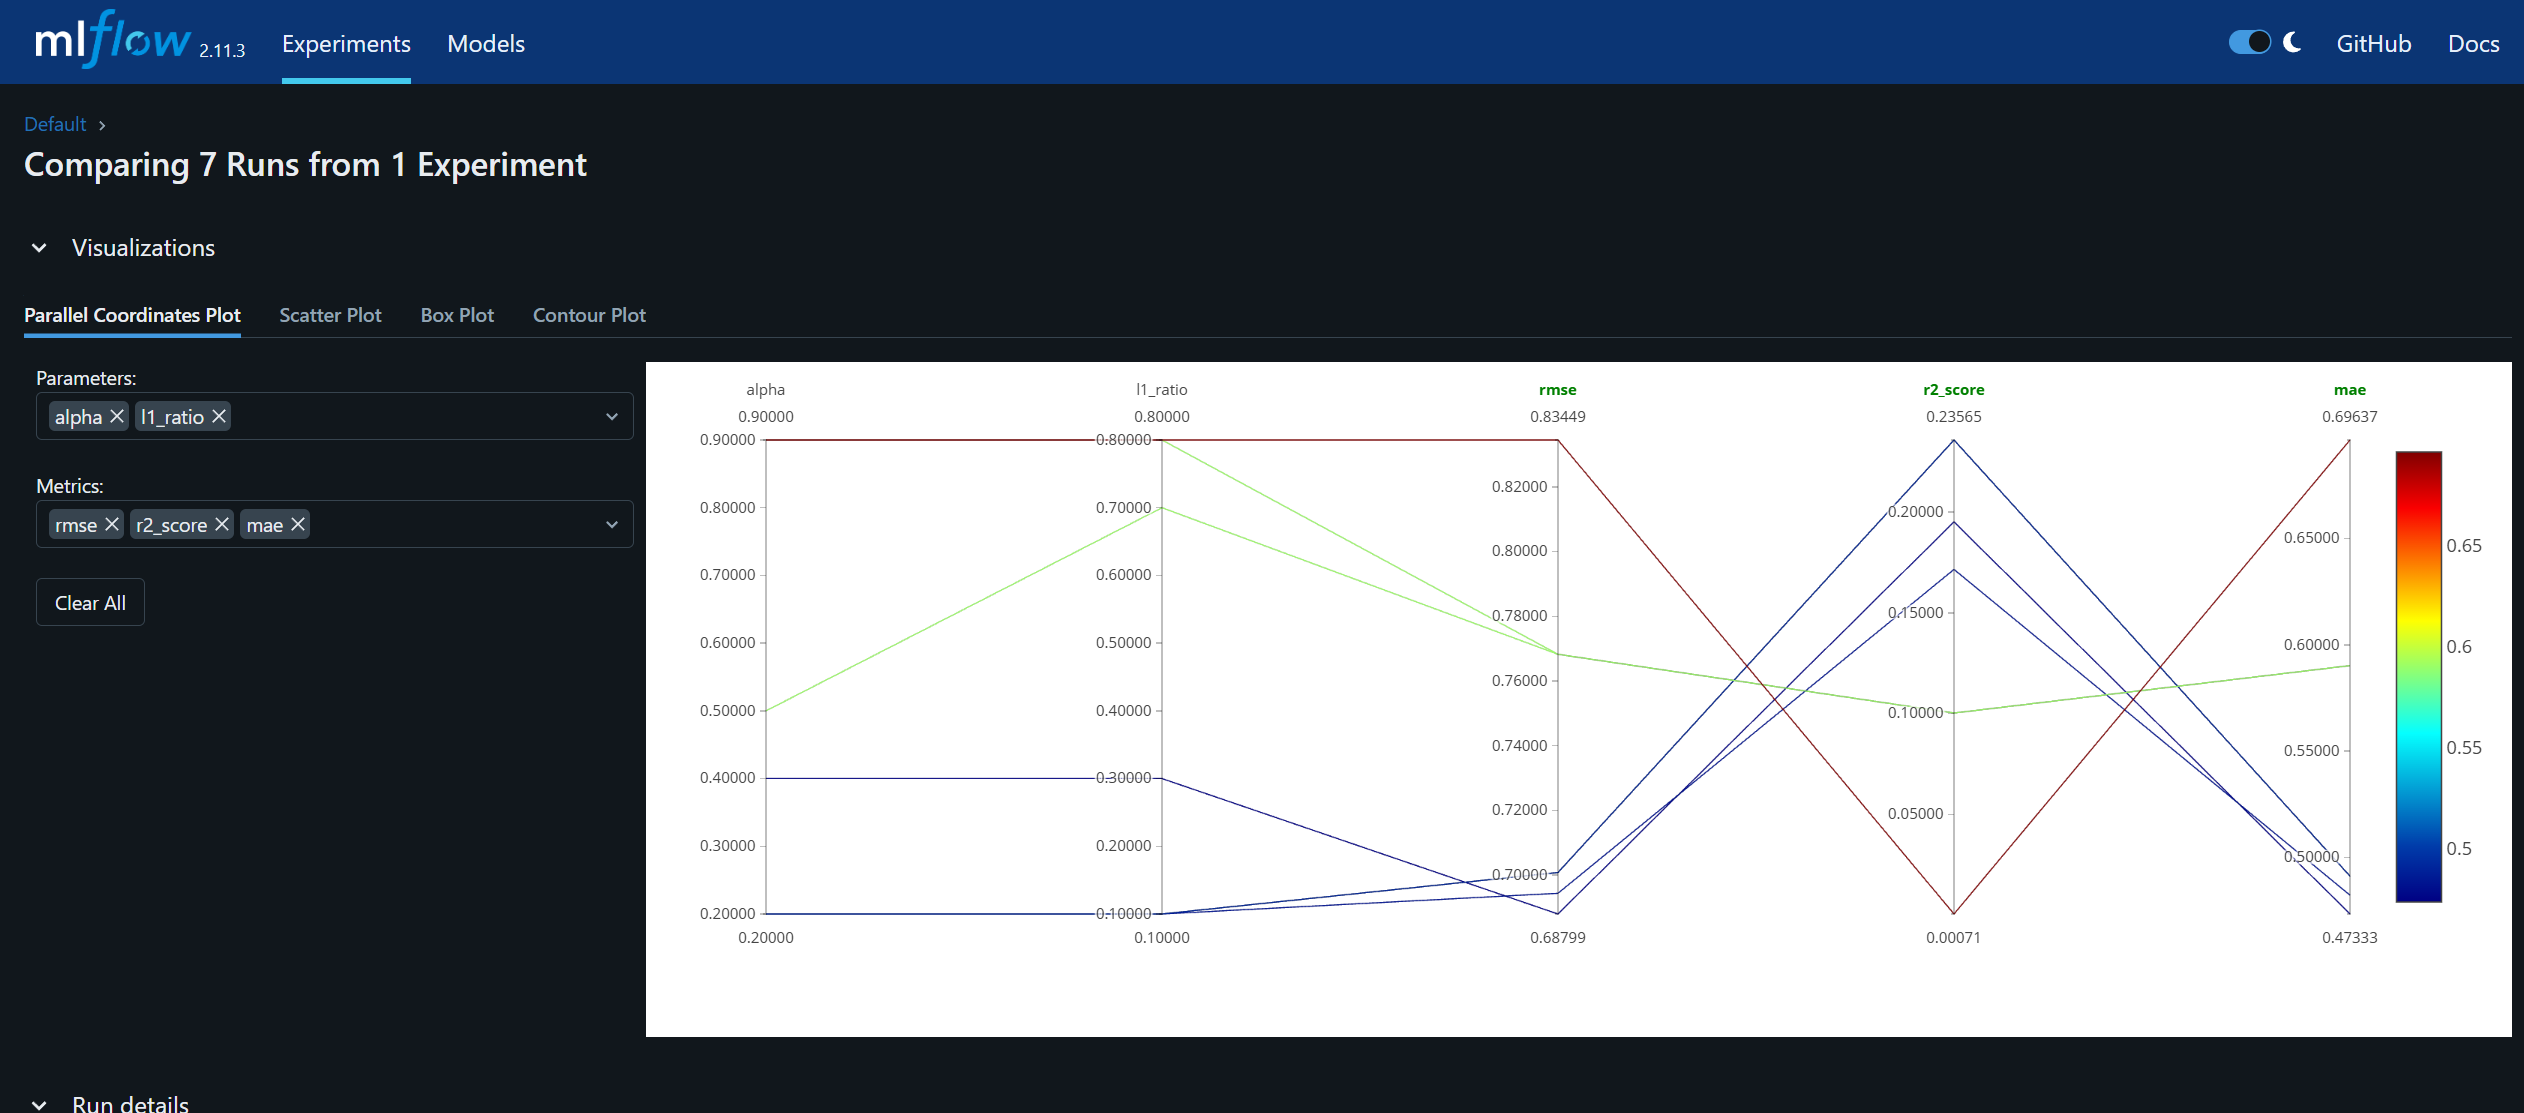 mlflow 2.11.3 Experiments Models GitHub Docs
Default
Comparing 7 Runs from 1 Experiment
Visualizations
Parallel Coordinates Plot Scatter Plot Box Plot Contour Plot
Parameters:
alpha l1_ratio
Metrics:
rmse r2_score mae
Clear All
alpha
0.90000
0.90000
0.80000
0.70000
0.60000
0.50000
0.40000
0.30000
0.20000
0.20000
l1_ratio
0.80000
0.80000
0.70000
0.60000
0.50000
0.40000
0.30000
0.20000
0.10000
0.10000
rmse
0.83449
0.82000
0.80000
0.78000
0.76000
0.74000
0.72000
0.70000
0.68799
r2_score
0.23565
0.20000
0.15000
0.10000
0.05000
0.00071
mae
0.69637
0.65000
0.60000
0.55000
0.50000
0.47333
0.65
0.6
0.55
0.5
Run details